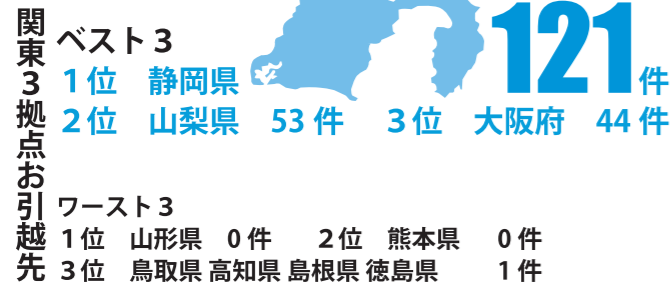 関東３拠点お引越先
ベスト３
１位　静岡県　121件
２位　山梨県　53件　３位　大阪府　44件
ワースト３
１位　山形県　0件　２位　熊本県　0件
３位　鳥取県 高知県 島根県 徳島県　1件